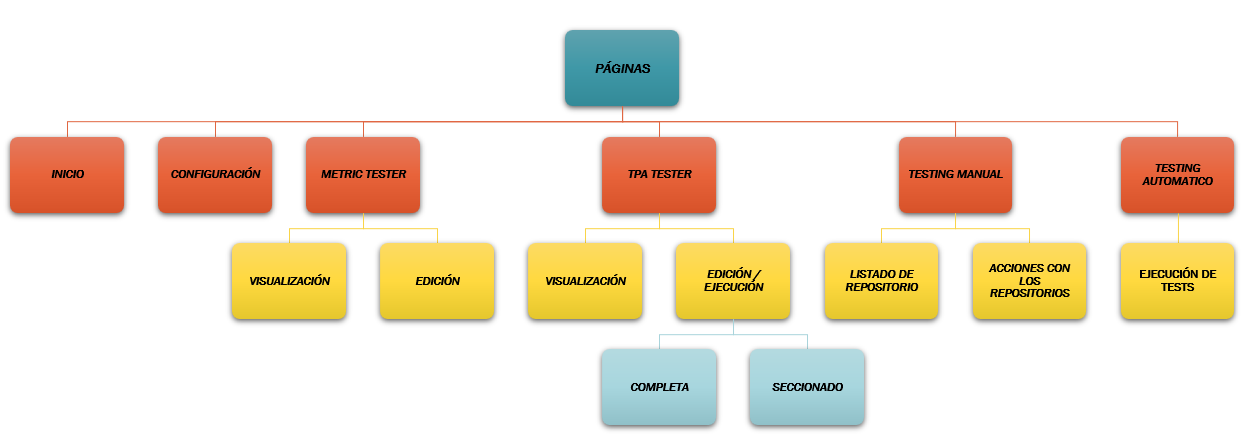 PÁGINAS
INICIO
CONFIGURACIÓN
METRIC TESTER
TPA TESTER
TESTING MANUAL
TESTING
AUTOMATICO
VISUALIZACIÓN
EDICIÓN
VISUALIZACIÓN
EDICIÓN /
EJECUCIÓN
LISTADO DE
REPOSITORIO
ACCIONES CON
LOS
REPOSITORIOS
EJECUCIÓN DE
TESTS
COMPLETA
SECCIONADO